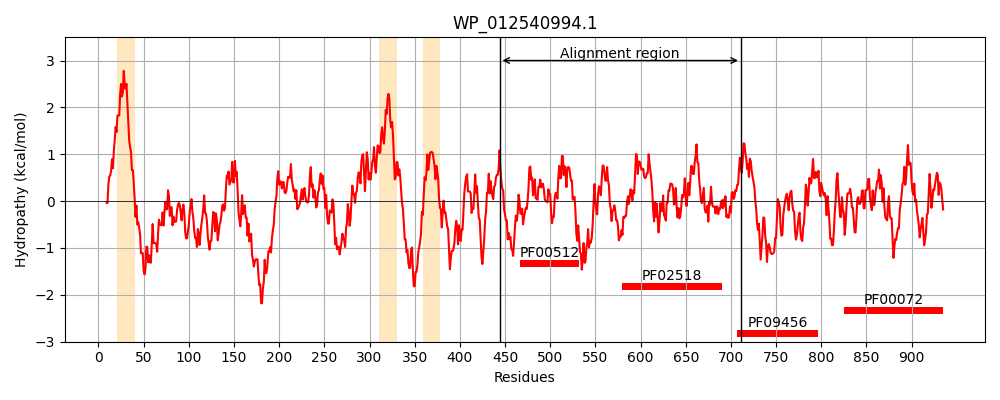 WP_012540994.1
Hydropathy (kcal/mol)
3
2
1
0
−1
−2
−3
Alignment region
PF00512
PF02518
PF00072
PF09456
0 50 100 150 200 250 300 350 400 450 500 550 600 650 700 750 800 850 900
Residues